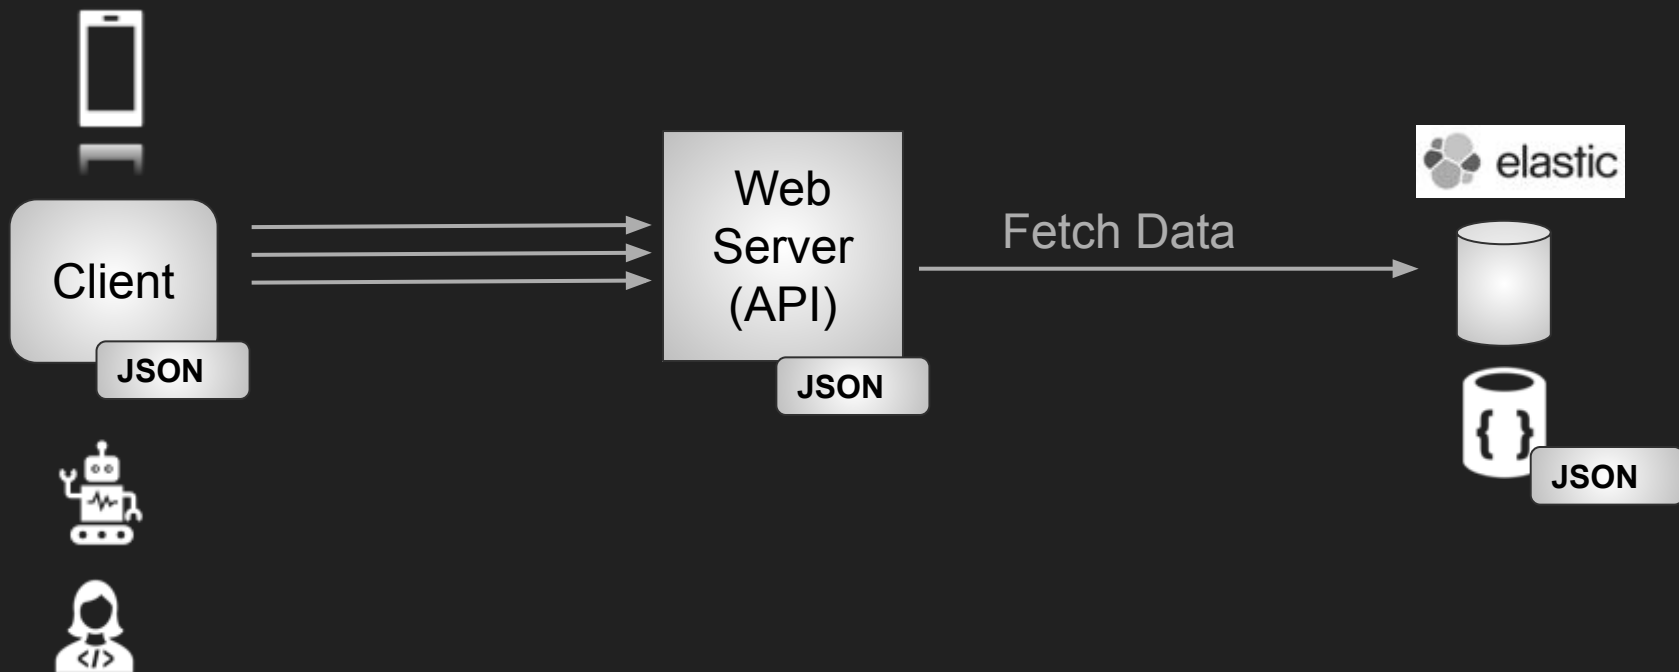 Client
JSON
Web
Server
(API)
JSON
Fetch Data
elastic
{ }
JSON
</>